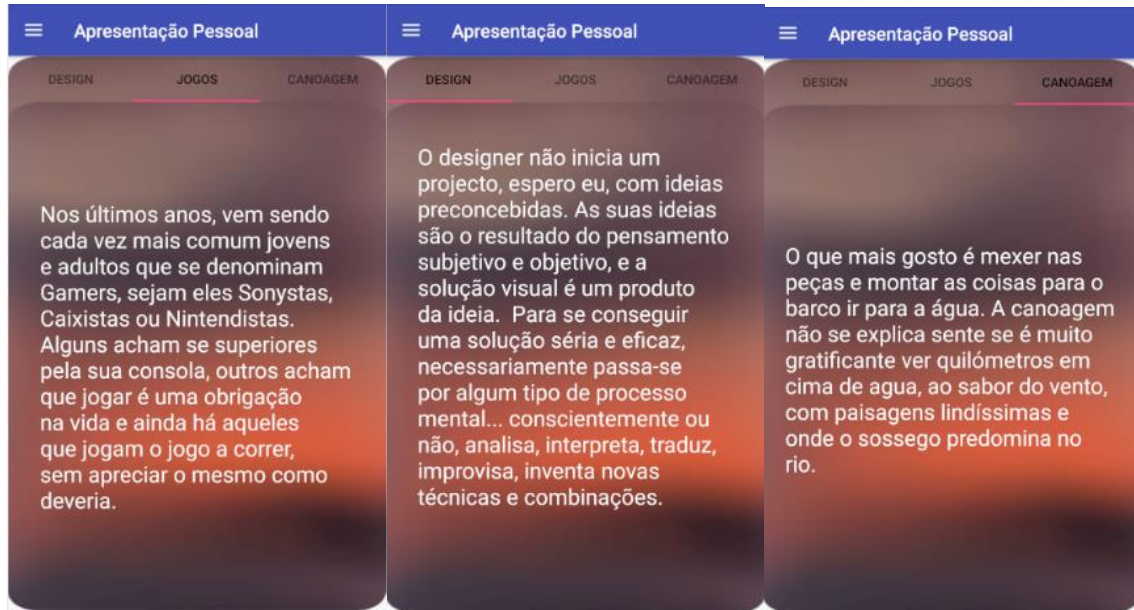 Apresentação Pessoal
DESIGN JOGOS CANOAGEM
Nos últimos anos, vem sendo
cada vez mais comum jovens
e adultos que se denominam
Gamers, sejam eles Sonystas,
Caixistas ou Nintendistas.
Alguns acham se superiores
pela sua consola, outros acham
que jogar é uma obrigação
na vida e ainda há aqueles
que jogam o jogo a correr,
sem apreciar o mesmo como
deveria.
Apresentação Pessoal
DESIGN JOGOS CANOAGEM
O designer não inicia um
projecto, espero eu, com ideias
preconcebidas. As suas ideias
são o resultado do pensamento
subjetivo e objetivo, e a
solução visual é um produto
da ideia. Para se conseguir
uma solução séria e eficaz,
necessariamente passa-se
por algum tipo de processo
mental... conscientemente ou
não, analisa, interpreta, traduz,
improvisa, inventa novas
técnicas e combinações.
Apresentação Pessoal
DESIGN JOGOS CANOAGEM
O que mais gosto é mexer nas
peças e montar as coisas para o
barco ir para a água. A canoagem
não se explica sente se é muito
gratificante ver quilómetros em
cima de agua, ao sabor do vento,
com paisagens lindíssimas e
onde o sossego predomina no
rio.